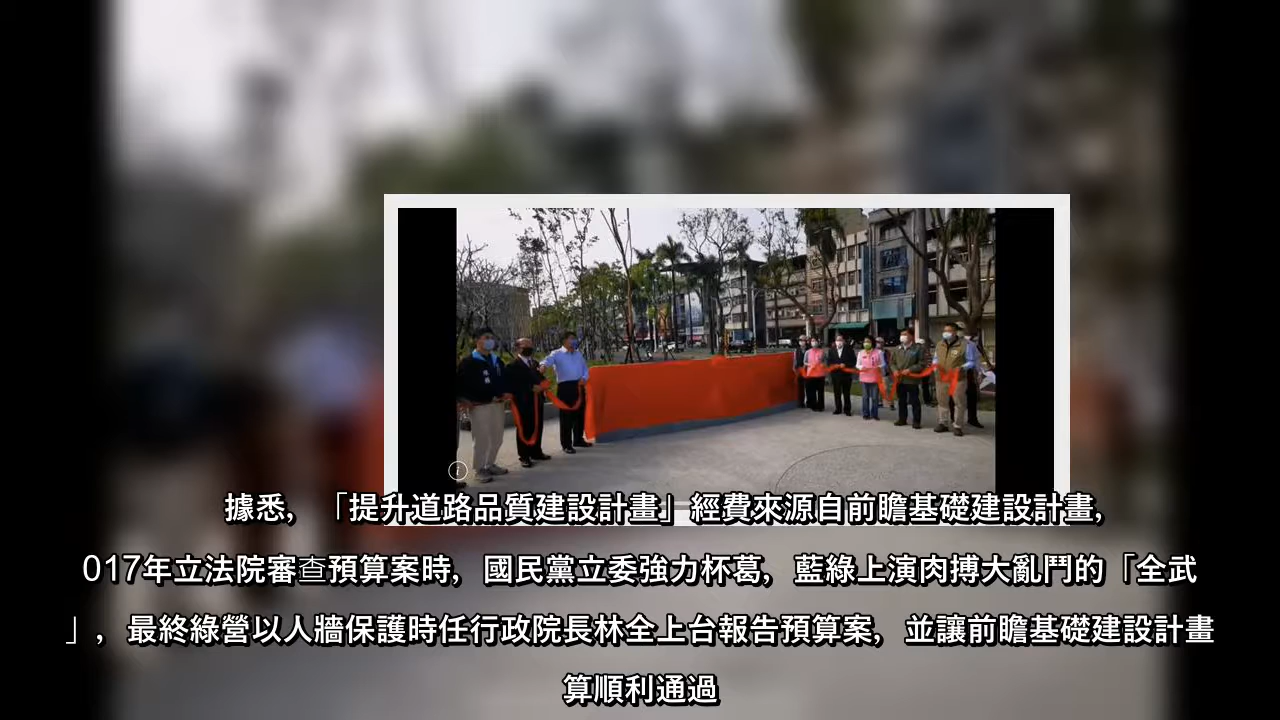 據悉，「提升道路品質建設計畫」經費來源自前瞻基礎建設計畫，
017年立法院審查預算案時，國民黨立委強力杯葛，藍綠上演肉搏大亂鬥的「全武
」，最終綠營以人牆保護時任行政院長林全上台報告預算案，並讓前瞻基礎建設計畫
算順利通過